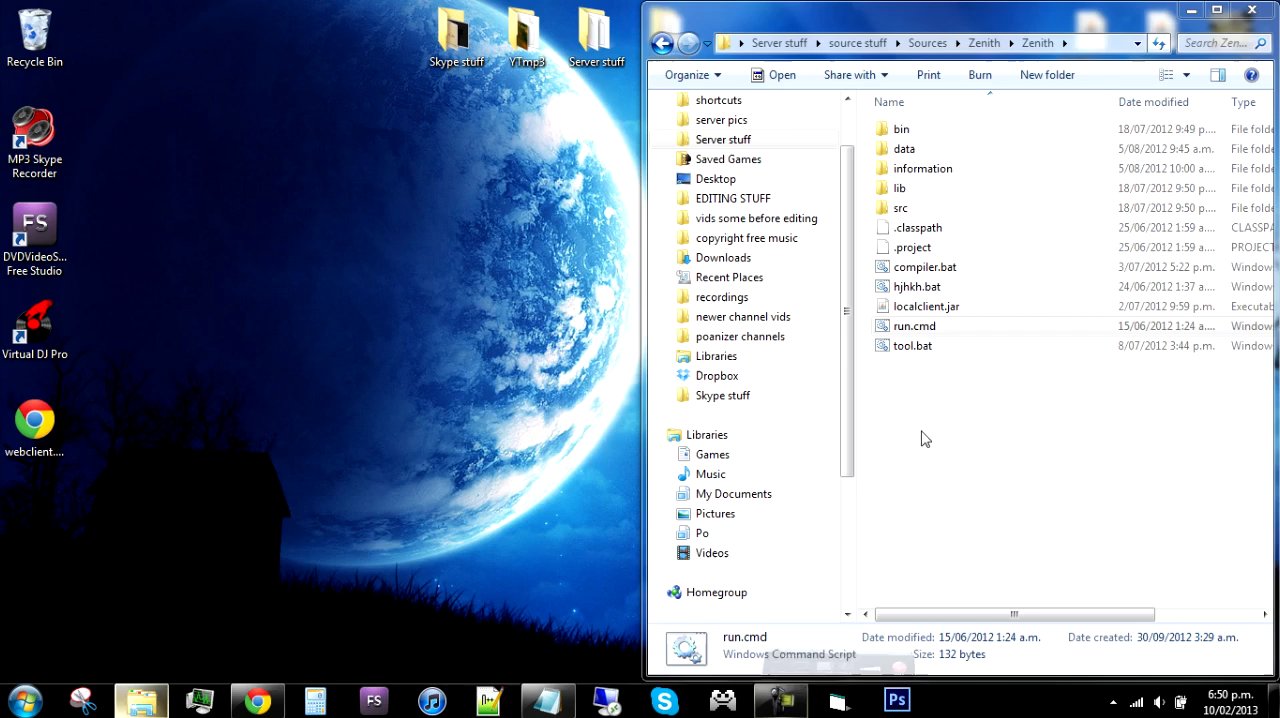 Recycle Bin
MP3 Skype
Recorder
FS
DVDVideoS...
Free Studio
Virtual DJ Pro
webclient....
Skype stuff
YTmp3
Server stuff
Server stuff
source stuff
Sources
Zenith
Zenith
Search Zen...
Organize
Open
Share with
Print
Burn
New folder
shortcuts
server pics
Server stuff
Saved Games
Desktop
EDITING STUFF
vids some before editing
copyright free music
Downloads
Recent Places
recordings
newer channel vids
poanizer channels
Libraries
Dropbox
Skype stuff
Libraries
Games
Music
My Documents
Pictures
Po
Videos
Homegroup
Name Date modified Type
bin 18/07/2012 9:49 p.... File folde
data 5/08/2012 9:45 a.m. File folde
information 5/08/2012 10:00 a.... File folde
lib 18/07/2012 9:50 p.... File folde
src 18/07/2012 9:50 p.... File folde
.classpath 25/06/2012 1:59 a.... CLASSPA
.project 25/06/2012 1:59 a.... PROJECT
compiler.bat 3/07/2012 5:22 p.m. Window
hjhkh.bat 24/06/2012 1:37 a.... Window
localclient.jar 2/07/2012 9:59 p.m. Executab
run.cmd 15/06/2012 1:24 a.... Window
tool.bat 8/07/2012 3:44 p.m. Window
run.cmd Date modified: 15/06/2012 1:24 a.m. Date created: 30/09/2012 3:29 a.m.
Windows Command Script Size: 132 bytes
FS
Ps
6:50 p.m.
10/02/2013